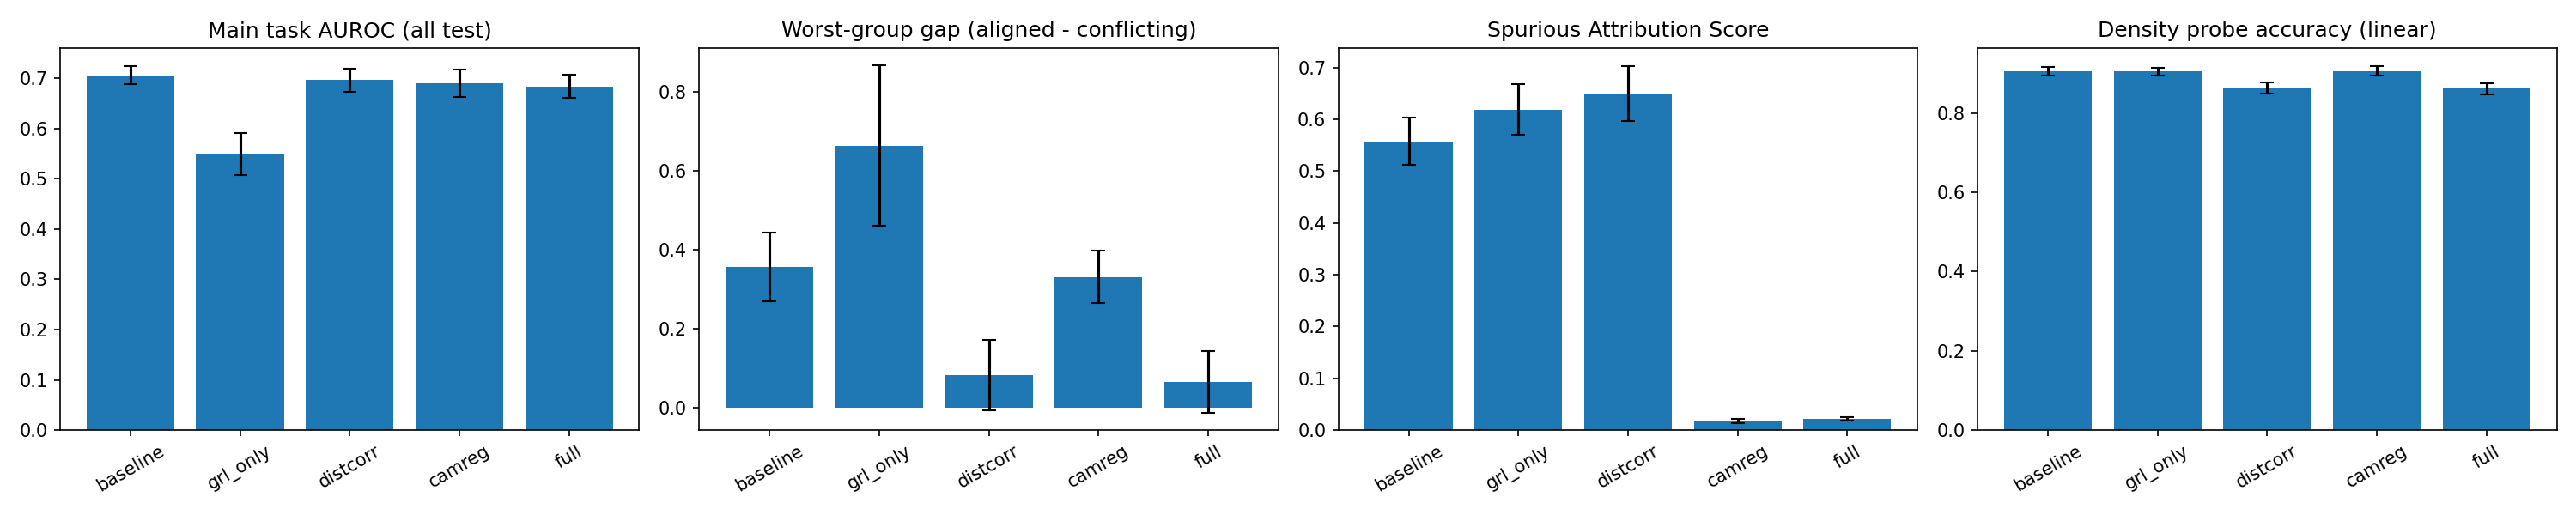 Main task AUROC (all test)
0.7
0.6
0.5
0.4
0.3
0.2
0.1
0.0
baseline
grl_only
distcorr
camreg
full
Worst-group gap (aligned - conflicting)
0.8
0.6
0.4
0.2
0.0
baseline
grl_only
distcorr
camreg
full
Spurious Attribution Score
0.7
0.6
0.5
0.4
0.3
0.2
0.1
0.0
baseline
grl_only
distcorr
camreg
full
Density probe accuracy (linear)
0.8
0.6
0.4
0.2
0.0
baseline
grl_only
distcorr
camreg
full